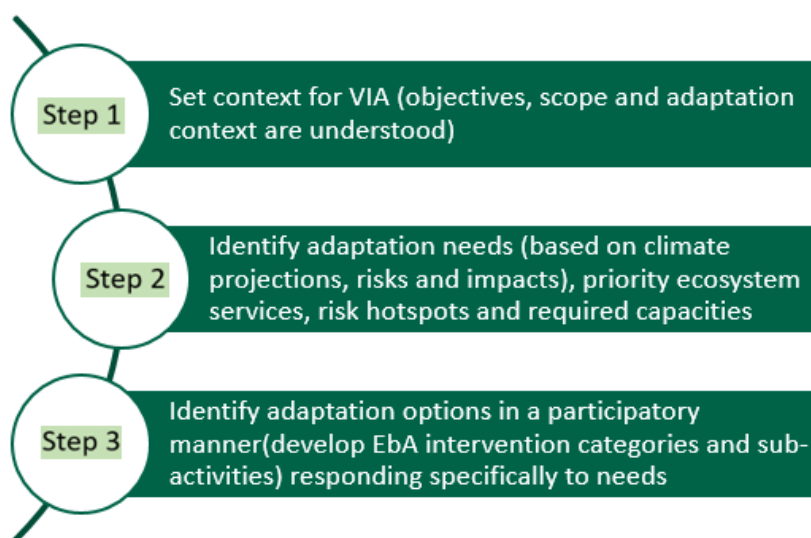 Step 1
Set context for VIA (objectives, scope and adaptation
context are understood)
Step 2
Identify adaptation needs (based on climate
projections, risks and impacts), priority ecosystem
services, risk hotspots and required capacities
Step 3
Identify adaptation options in a participatory
manner(develop EbA intervention categories and sub-
activities) responding specifically to needs